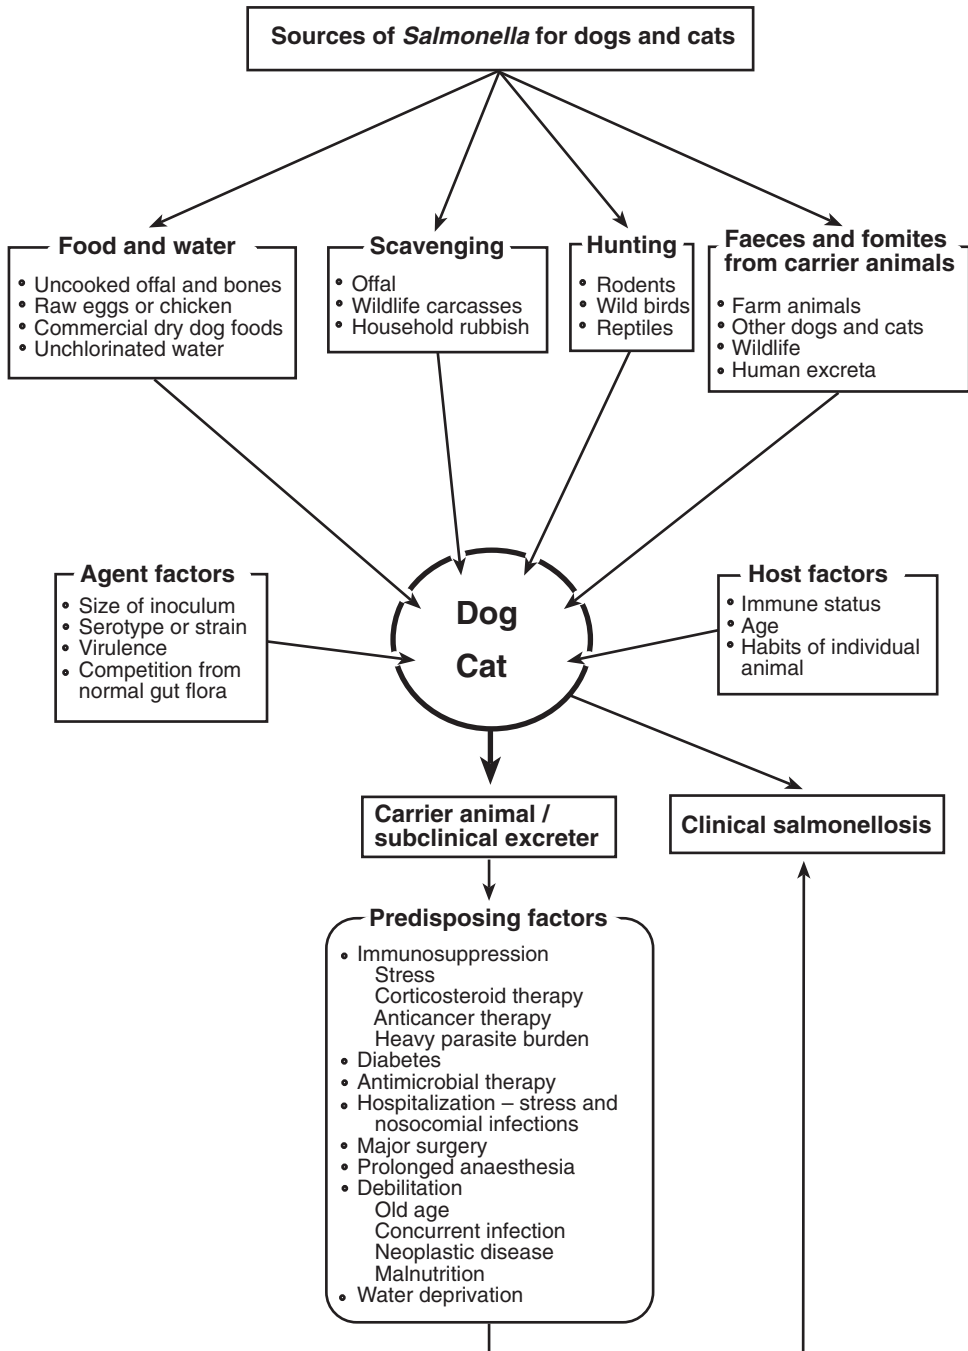 Sources of Salmonella for dogs and cats
Food and water
• Uncooked offal and bones
• Raw eggs or chicken
• Commercial dry dog foods
• Unchlorinated water
Scavenging
• Offal
• Wildlife carcasses
• Household rubbish
Hunting
• Rodents
• Wild birds
• Reptiles
Faeces and fomites
from carrier animals
• Farm animals
• Other dogs and cats
• Wildlife
• Human excreta
Agent factors
• Size of inoculum
• Serotype or strain
• Virulence
• Competition from
normal gut flora
Dog
Cat
Host factors
• Immune status
• Age
• Habits of individual
animal
Carrier animal /
subclinical excreter
Clinical salmonellosis
Predisposing factors
• Immunosuppression
Stress
Corticosteroid therapy
Anticancer therapy
Heavy parasite burden
• Diabetes
• Antimicrobial therapy
• Hospitalization – stress and
nosocomial infections
• Major surgery
• Prolonged anaesthesia
• Debilitation
Old age
Concurrent infection
Neoplastic disease
Malnutrition
• Water deprivation